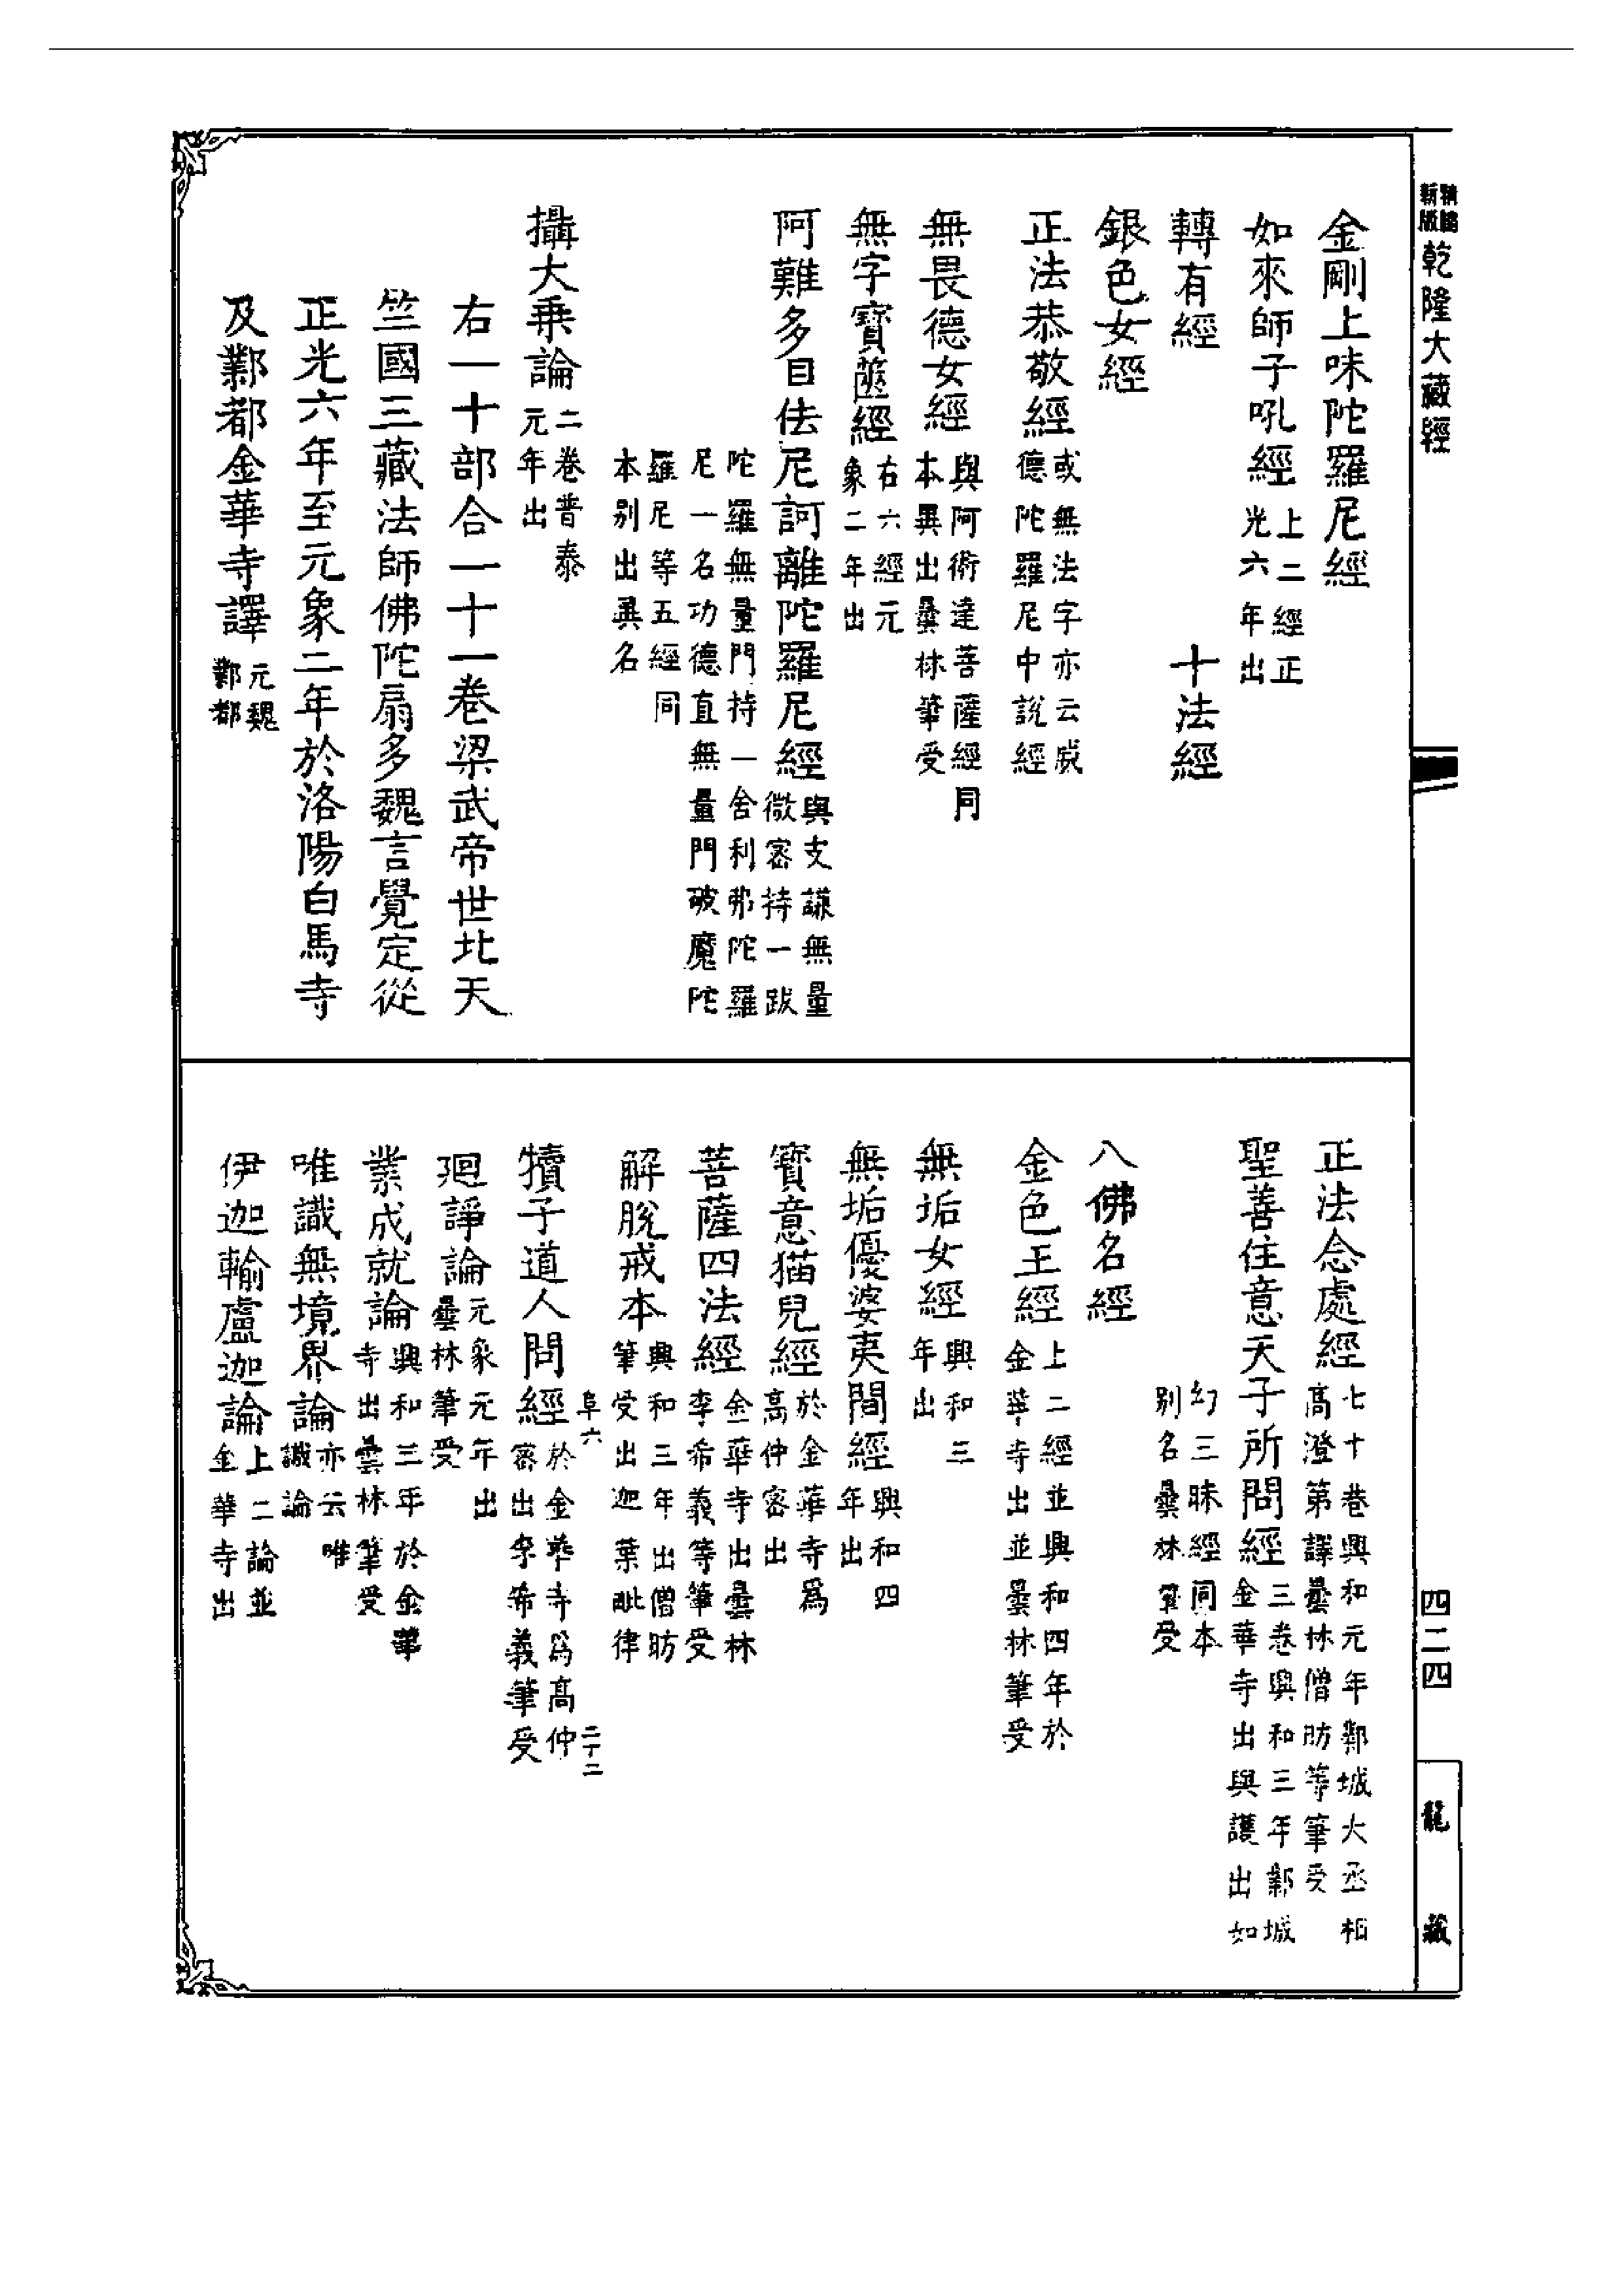 精縮新版 乾隆大藏經
金剛上味陀羅尼經
如來師子吼經 上二經正光六年出
轉有經 十法經
銀色女經
正法恭敬經 或無法字亦云威德陀羅尼中說經
無畏德女經 與阿術達菩薩經同本異出曇林筆受
無字寶篋經 右六經元象二年出
阿難多目佉尼訶離陀羅尼經 與支謙無量微密持一跋
陀羅無量門持一舍利弗陀羅尼一名功德直無量門破魔陀
羅尼等五經同本別出異名
攝大乗論 二卷普泰元年出
右一十部合一十一卷梁武帝世北天
竺國三藏法師佛陀扇多魏言覺定從
正光六年至元象二年於洛陽白馬寺
及鄴都金華寺譯 元魏鄴都
正法念處經 七十卷興和元年鄴城大丞相高澄第譯曇林僧昉等筆受
聖善住意天子所問經 三卷興和三年鄴城金華寺出與護出如
幻三昧經同本別名曇林筆受
八佛名經
金色王經 上二經並興和四年於金華寺出並曇林筆受
無垢女經 興和三年出
無垢優婆夷問經 興和四年出
寶意猫兒經 於金華寺爲高仲密出
菩薩四法經 金華寺出曇林李希義等筆受
解脫戒本 興和三年出僧昉筆受出迦葉毗律
阜六 二十二
犢子道人問經 於金華寺爲高仲密出李希義筆受
廻諍論 元象元年出曇林筆受
業成就論 興和三年於金華寺出曇林筆受
唯識無境界論 亦云唯識論
伊迦輸盧迦論 上二論並金華寺出
四二四
龍藏